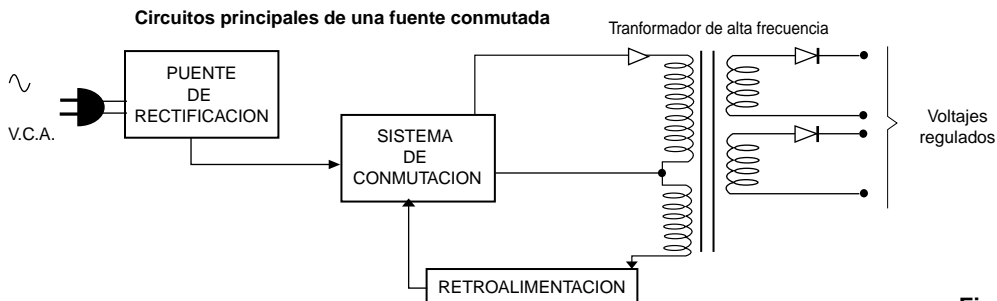 Circuitos principales de una fuente conmutada
Tranformador de alta frecuencia
PUENTE
DE
RECTIFICACION
V.C.A.
SISTEMA
DE
CONMUTACION
Voltajes
regulados
RETROALIMENTACION